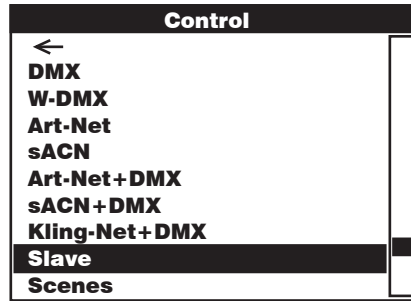 Control
←
DMX
W-DMX
Art-Net
sACN
Art-Net+DMX
sACN+DMX
Kling-Net+DMX
Slave
Scenes